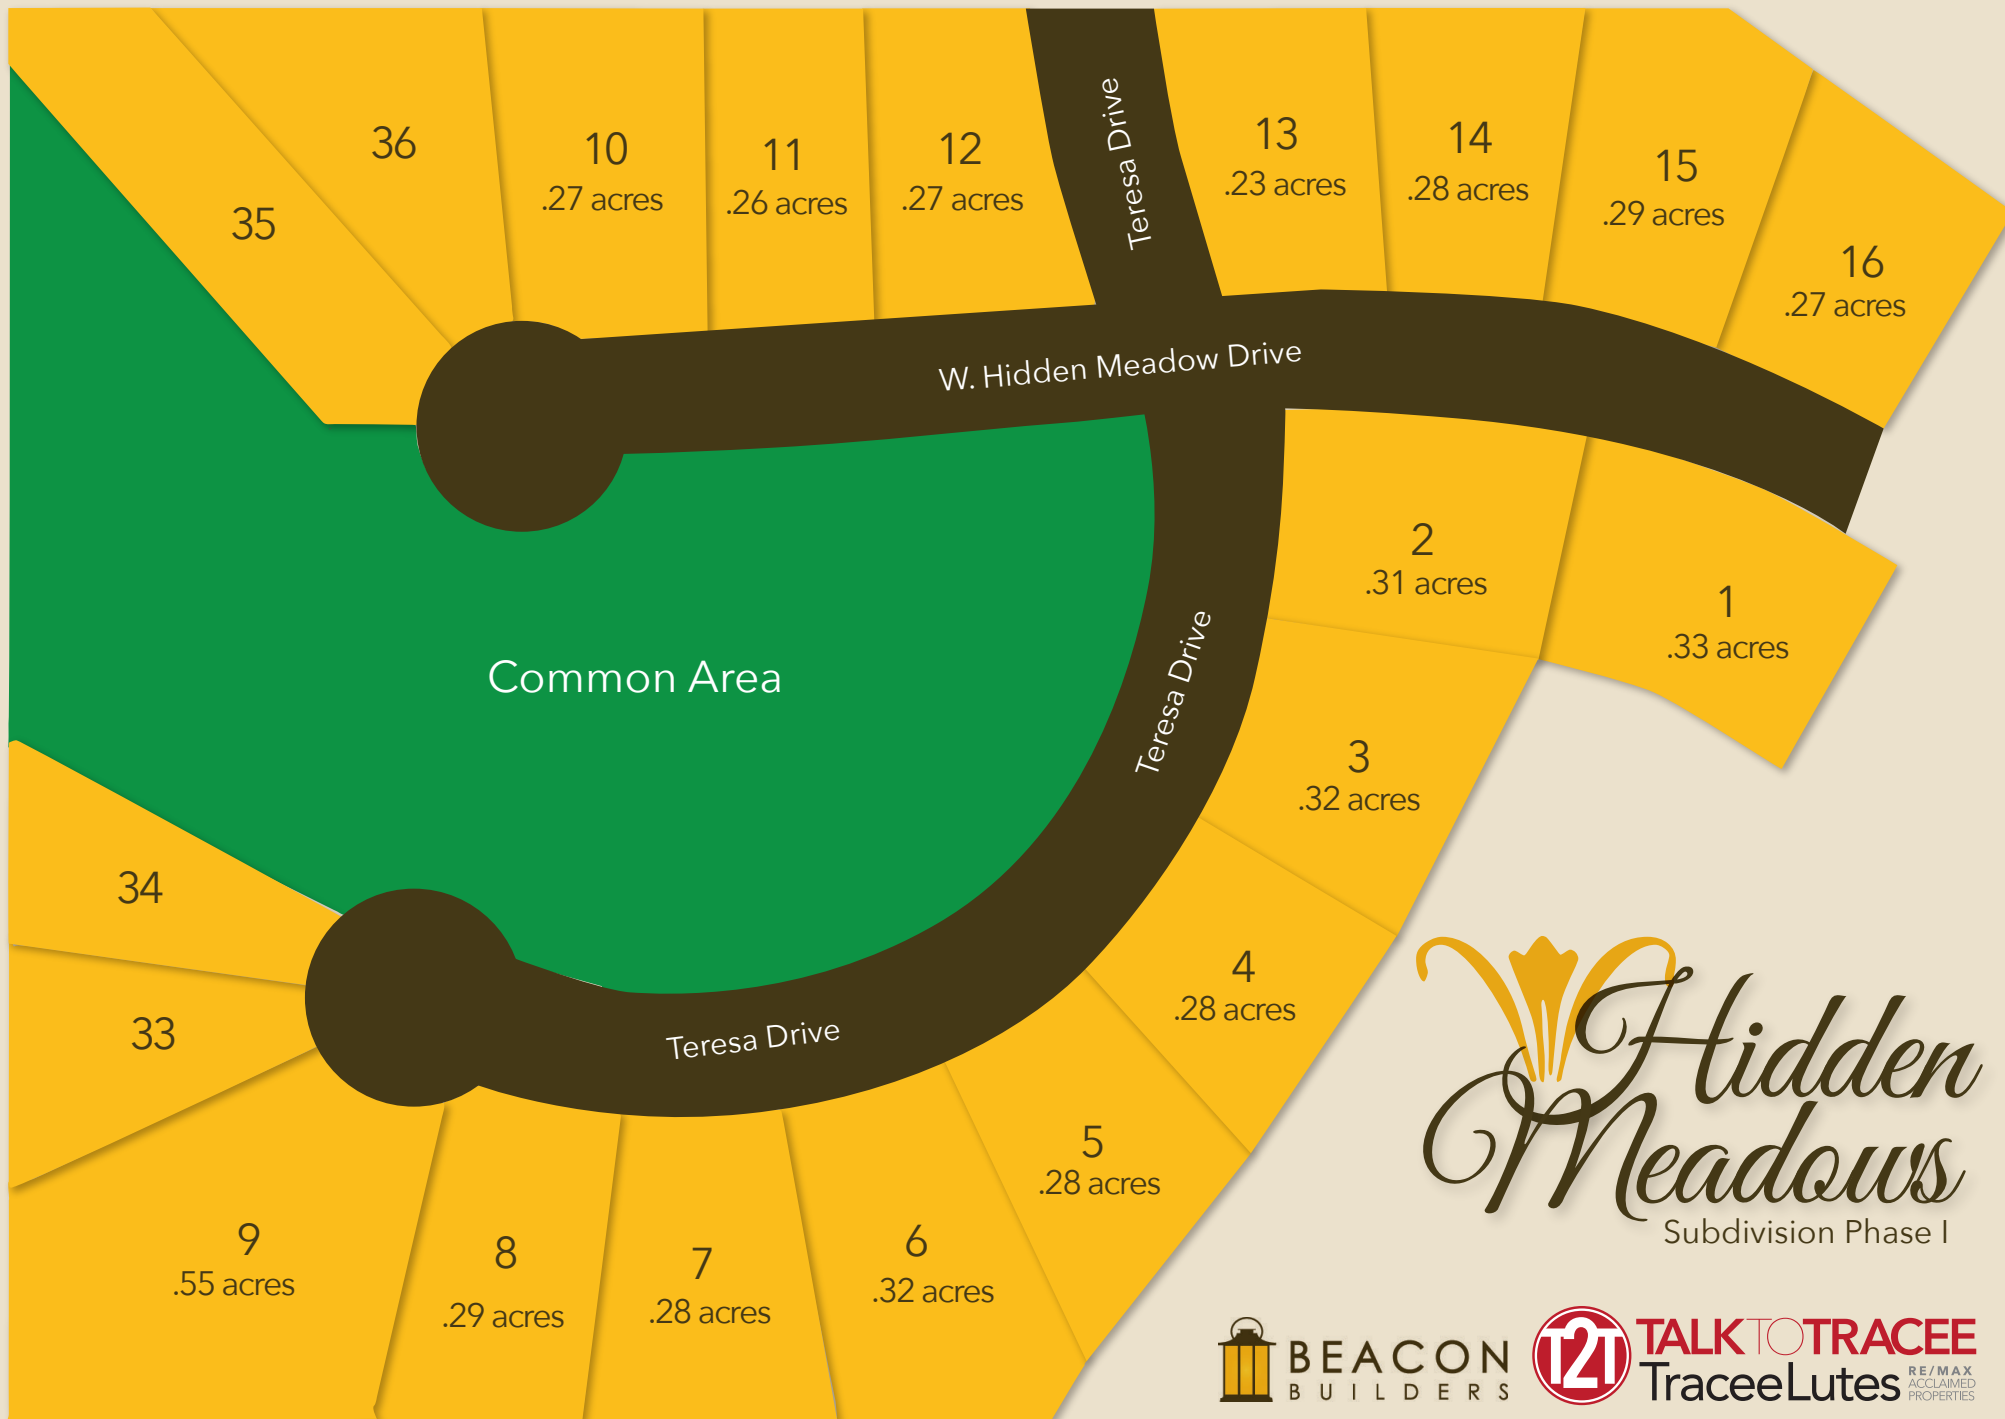 36
35
10
.27 acres
11
.26 acres
12
.27 acres
Teresa Drive
13
.23 acres
14
.28 acres
15
.29 acres
16
.27 acres
W. Hidden Meadow Drive
2
.31 acres
1
.33 acres
Common Area
Teresa Drive
3
.32 acres
34
33
4
.28 acres
Teresa Drive
5
.28 acres
9
.55 acres
8
.29 acres
7
.28 acres
6
.32 acres
Hidden
Meadows
Subdivision Phase I
BEACON
BUILDERS
T2T
TALKTOTRACEE
TraceeLutes
RE/MAX
ACCLAIMED
PROPERTIES